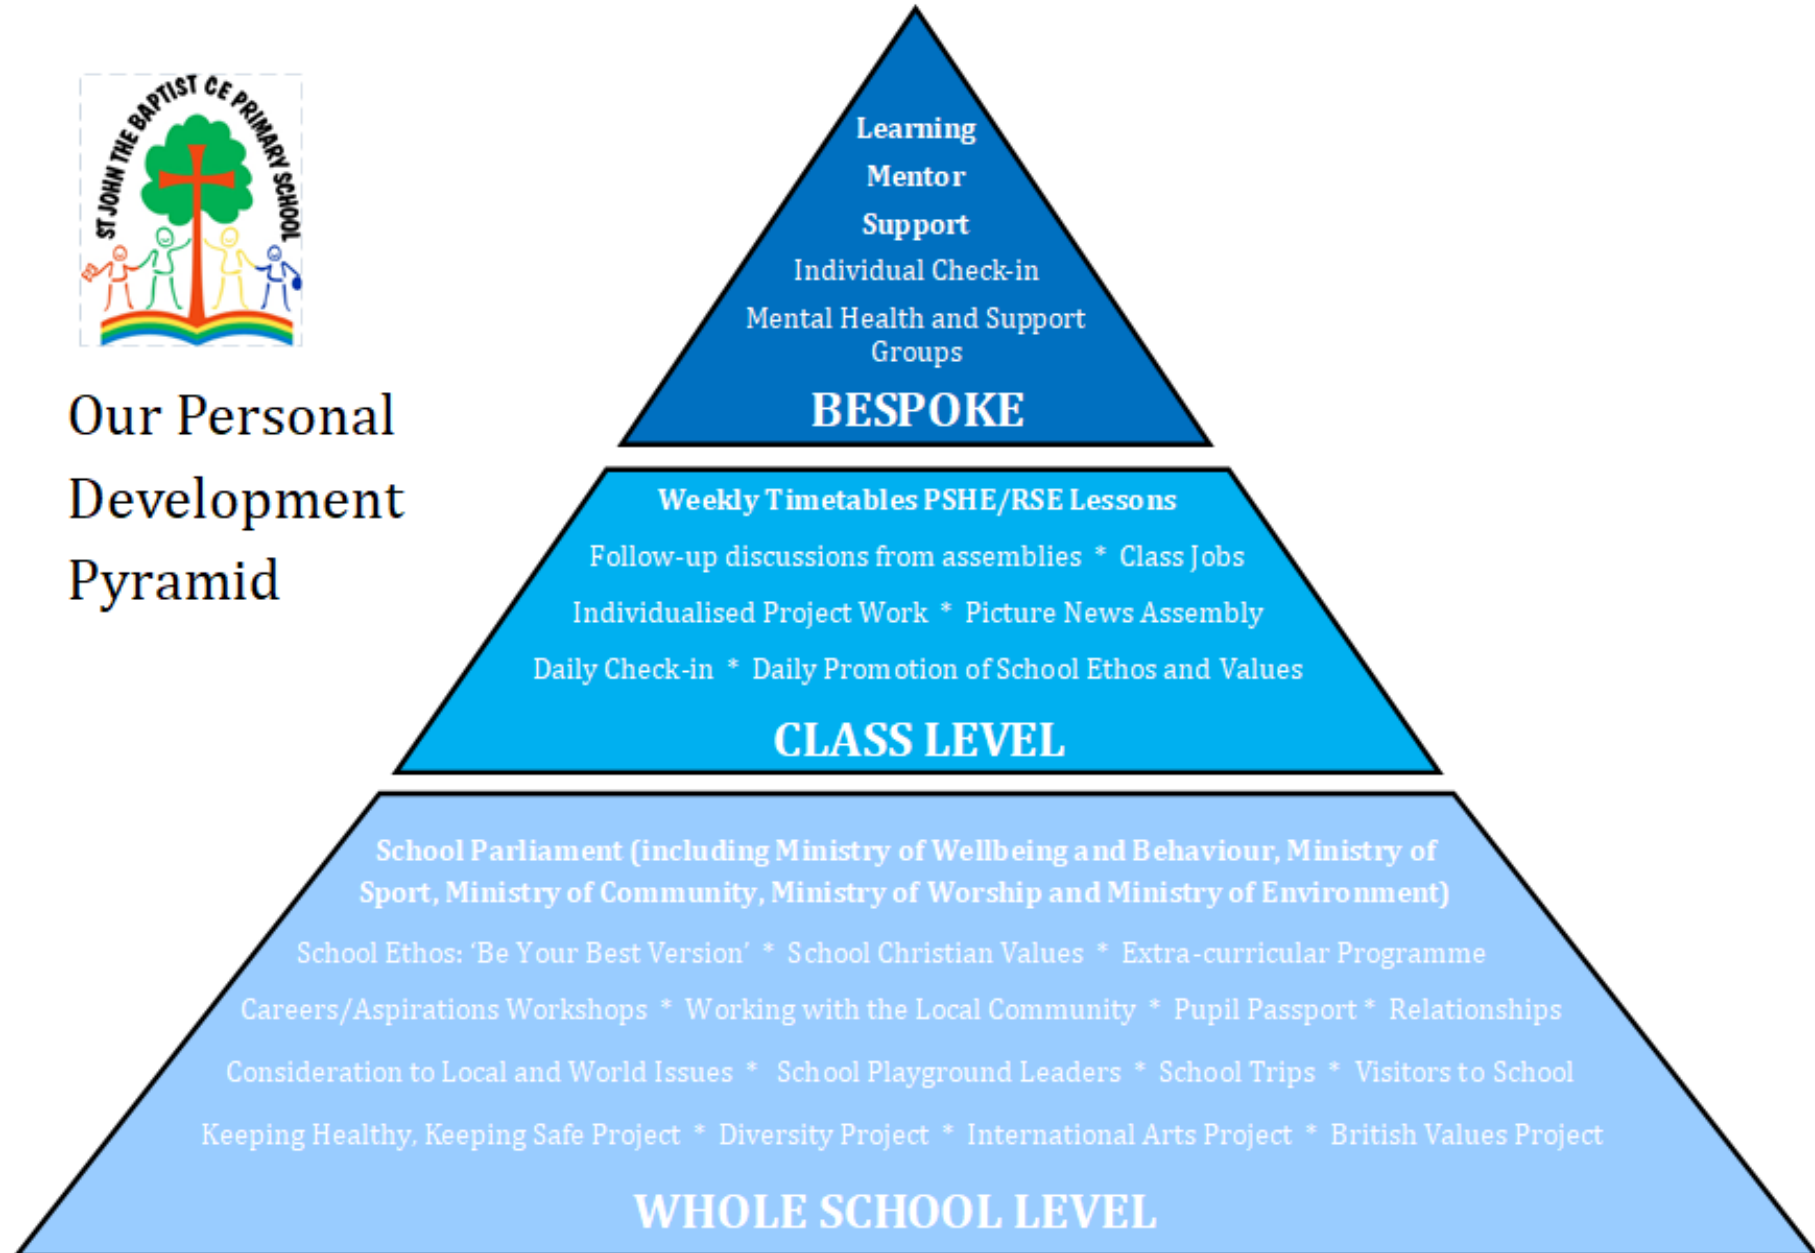 ST JOHN THE BAPTIST CE PRIMARY SCHOOL
Our Personal
Development
Pyramid
Learning
Mentor
Support
Individual Check-in
Mental Health and Support
Groups
BESPOKE
Weekly Timetables PSHE/RSE Lessons
Follow-up discussions from assemblies * Class Jobs
Individualised Project Work * Picture News Assembly
Daily Check-in * Daily Promotion of School Ethos and Values
CLASS LEVEL
School Parliament (including Ministry of Wellbeing and Behaviour, Ministry of
Sport, Ministry of Community, Ministry of Worship and Ministry of Environment)
School Ethos: ‘Be Your Best Version’ * School Christian Values * Extra-curricular Programme
Careers/Aspirations Workshops * Working with the Local Community * Pupil Passport * Relationships
Consideration to Local and World Issues * School Playground Leaders * School Trips * Visitors to School
Keeping Healthy, Keeping Safe Project * Diversity Project * International Arts Project * British Values Project
WHOLE SCHOOL LEVEL